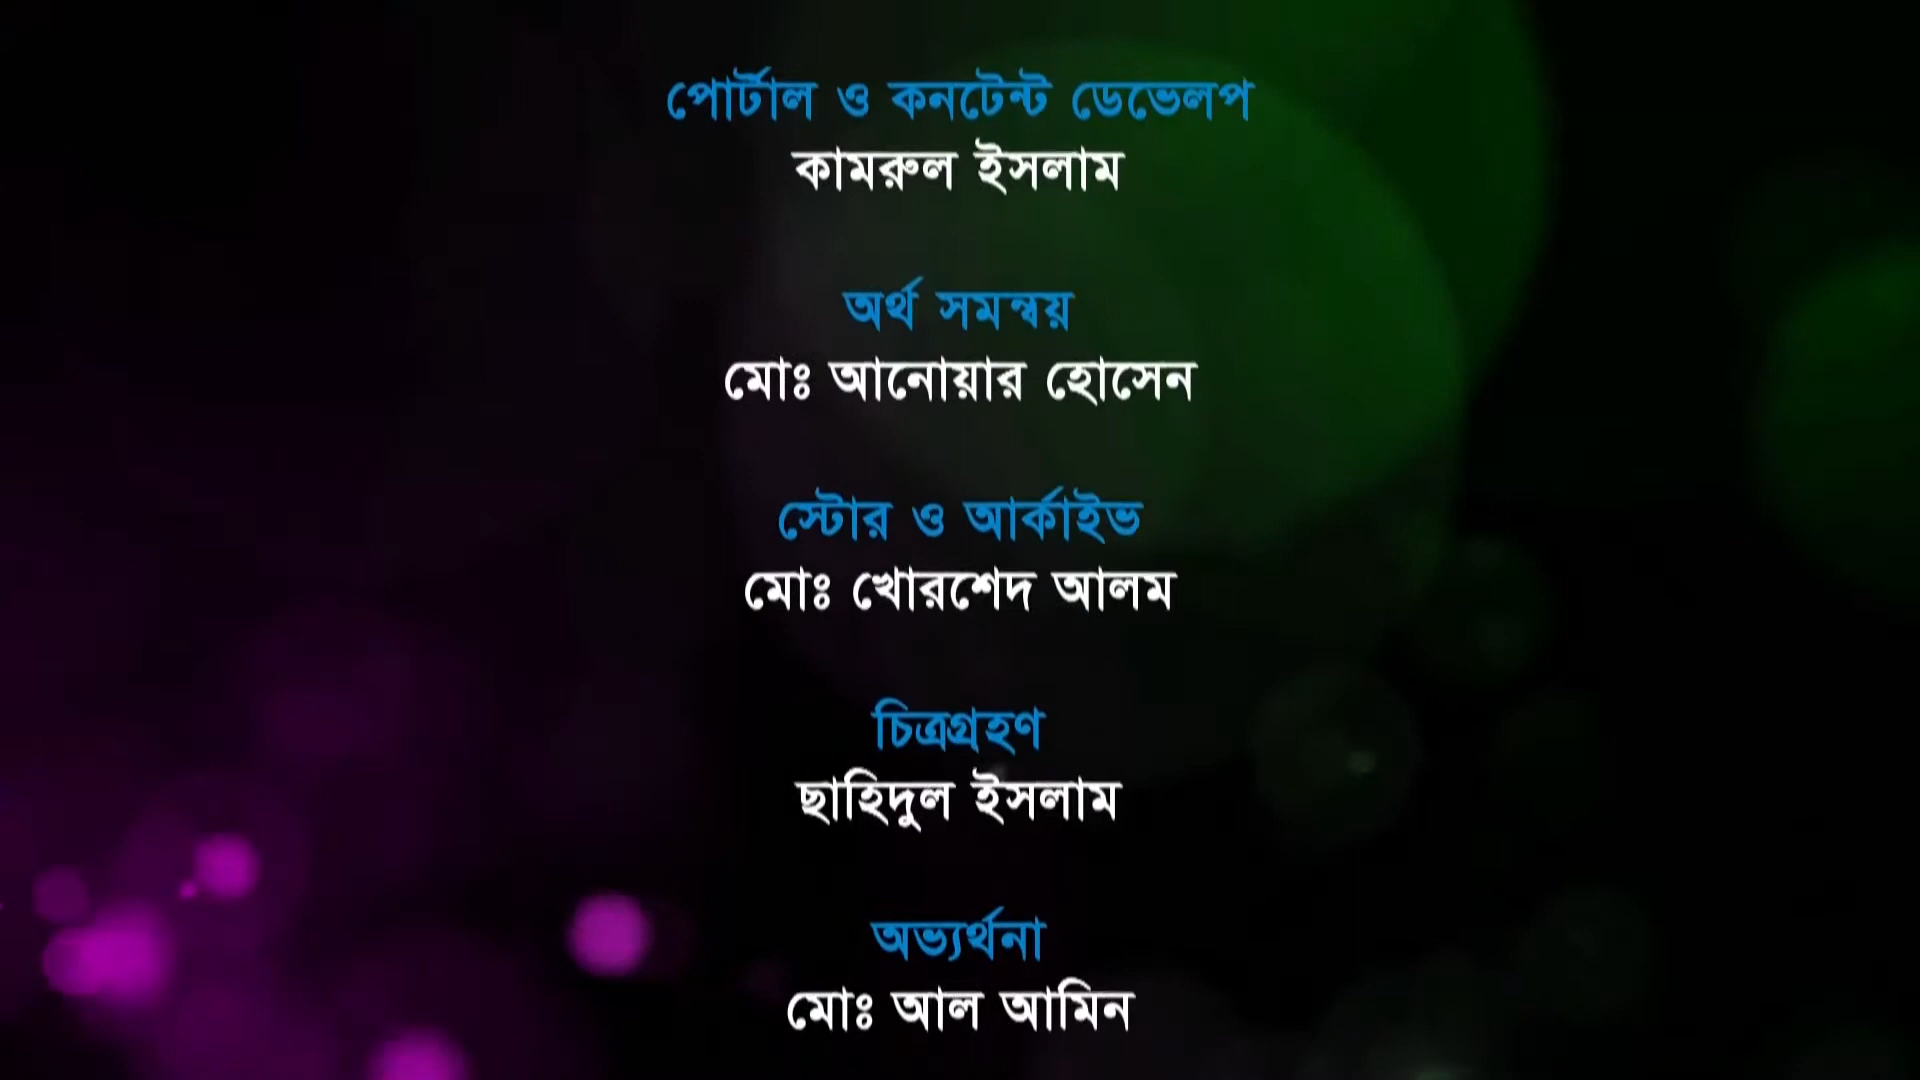 পোর্টাল ও কনটেন্ট ডেভেলপ
কামরুল ইসলাম
অর্থ সমন্বয়
মোঃ আনোয়ার হোসেন
স্টোর ও আর্কাইভ
মোঃ খোরশেদ আলম
চিত্রগ্রহণ
ছাহিদুল ইসলাম
অভ্যর্থনা
মোঃ আল আমিন